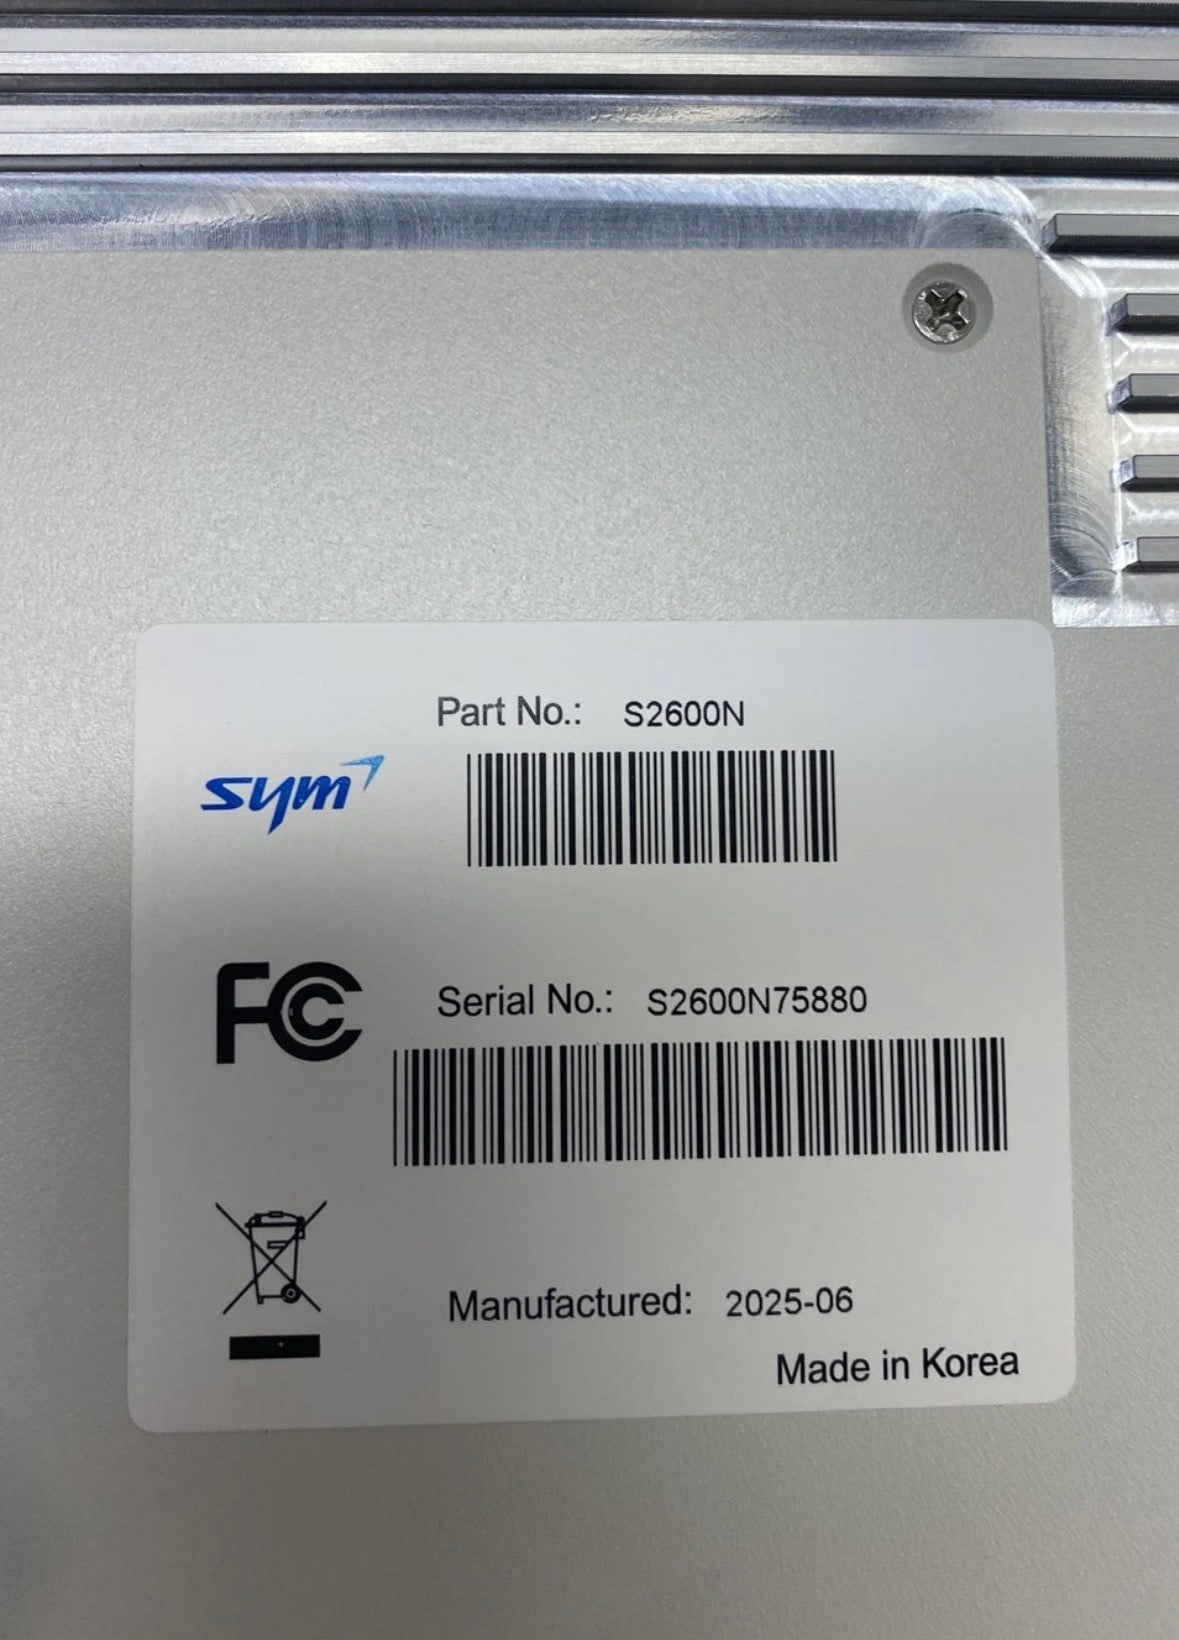 Part No.: S2600N
sym
FC
Serial No.: S2600N75880
Manufactured: 2025-06
Made in Korea